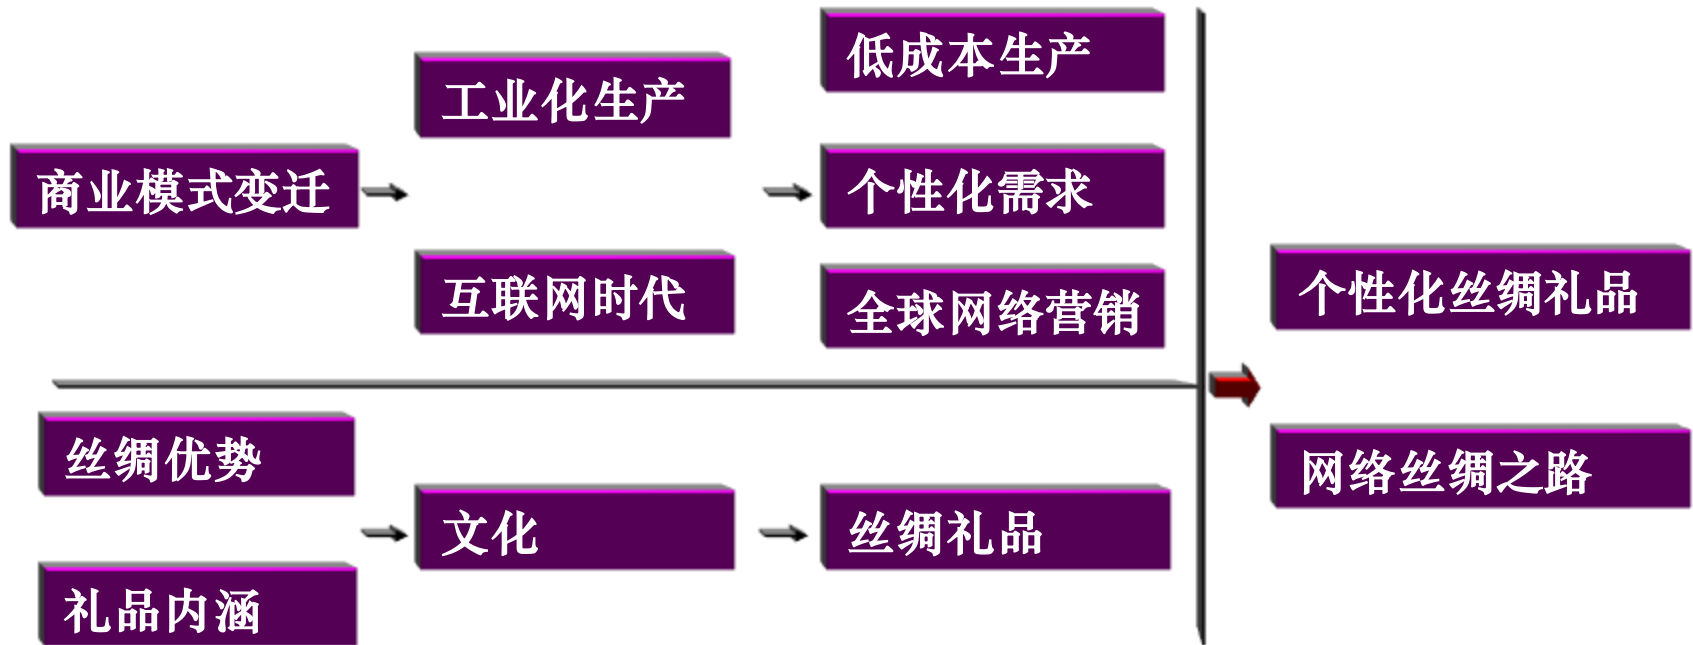 商业模式变迁
工业化生产
互联网时代
低成本生产
个性化需求
全球网络营销
丝绸优势
礼品内涵
文化
丝绸礼品
个性化丝绸礼品
网络丝绸之路